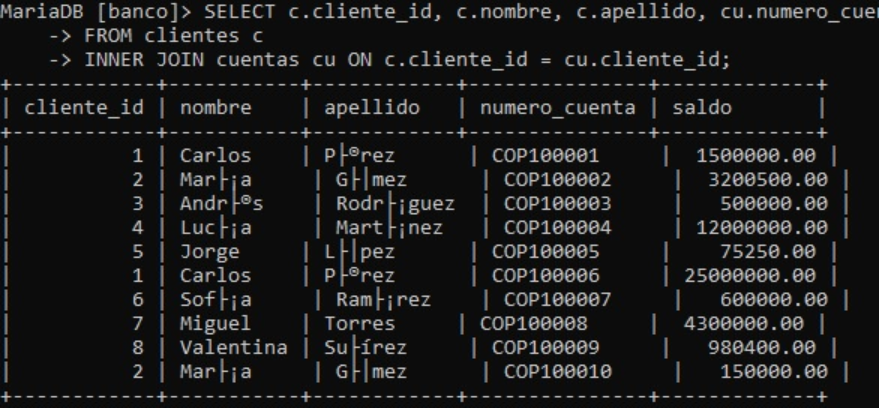 MariaDB [banco]> SELECT c.cliente_id, c.nombre, c.apellido, cu.numero_cuen
    -> FROM clientes c
    -> INNER JOIN cuentas cu ON c.cliente_id = cu.cliente_id;
+------------+-----------+------------+---------------+-------------+
| cliente_id | nombre    | apellido   | numero_cuenta | saldo       |
+------------+-----------+------------+---------------+-------------+
|          1 | Carlos    | P├®rez      | COP100001     |  1500000.00 |
|          2 | Mar├¡a     | G├│mez      | COP100002     |  3200500.00 |
|          3 | Andr├®s    | Rodr├¡guez  | COP100003     |   500000.00 |
|          4 | Luc├¡a     | Mart├¡nez   | COP100004     | 12000000.00 |
|          5 | Jorge     | L├│pez      | COP100005     |    75250.00 |
|          1 | Carlos    | P├®rez      | COP100006     | 25000000.00 |
|          6 | Sof├¡a     | Ram├¡rez    | COP100007     |   600000.00 |
|          7 | Miguel    | Torres     | COP100008     |  4300000.00 |
|          8 | Valentina | Su├írez     | COP100009     |   980400.00 |
|          2 | Mar├¡a     | G├│mez      | COP100010     |   150000.00 |
+------------+-----------+------------+---------------+-------------+